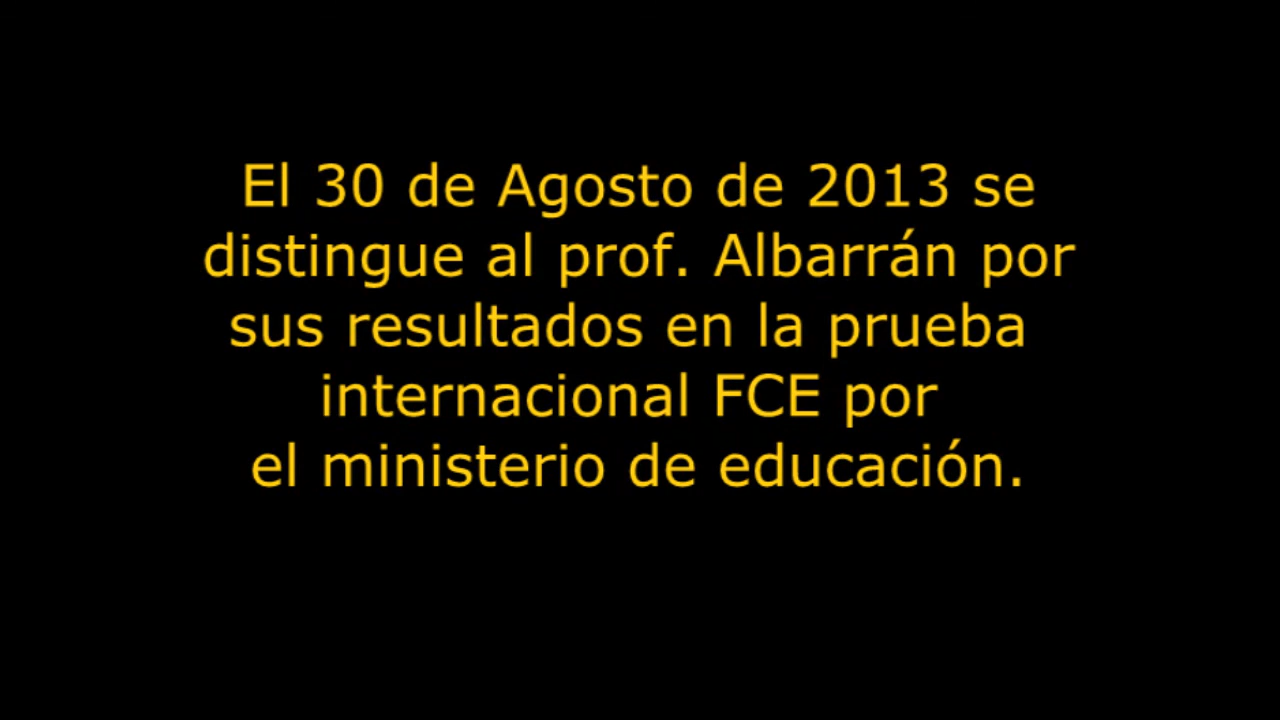 El 30 de Agosto de 2013 se
distingue al prof. Albarrán por
sus resultados en la prueba
internacional FCE por
el ministerio de educación.